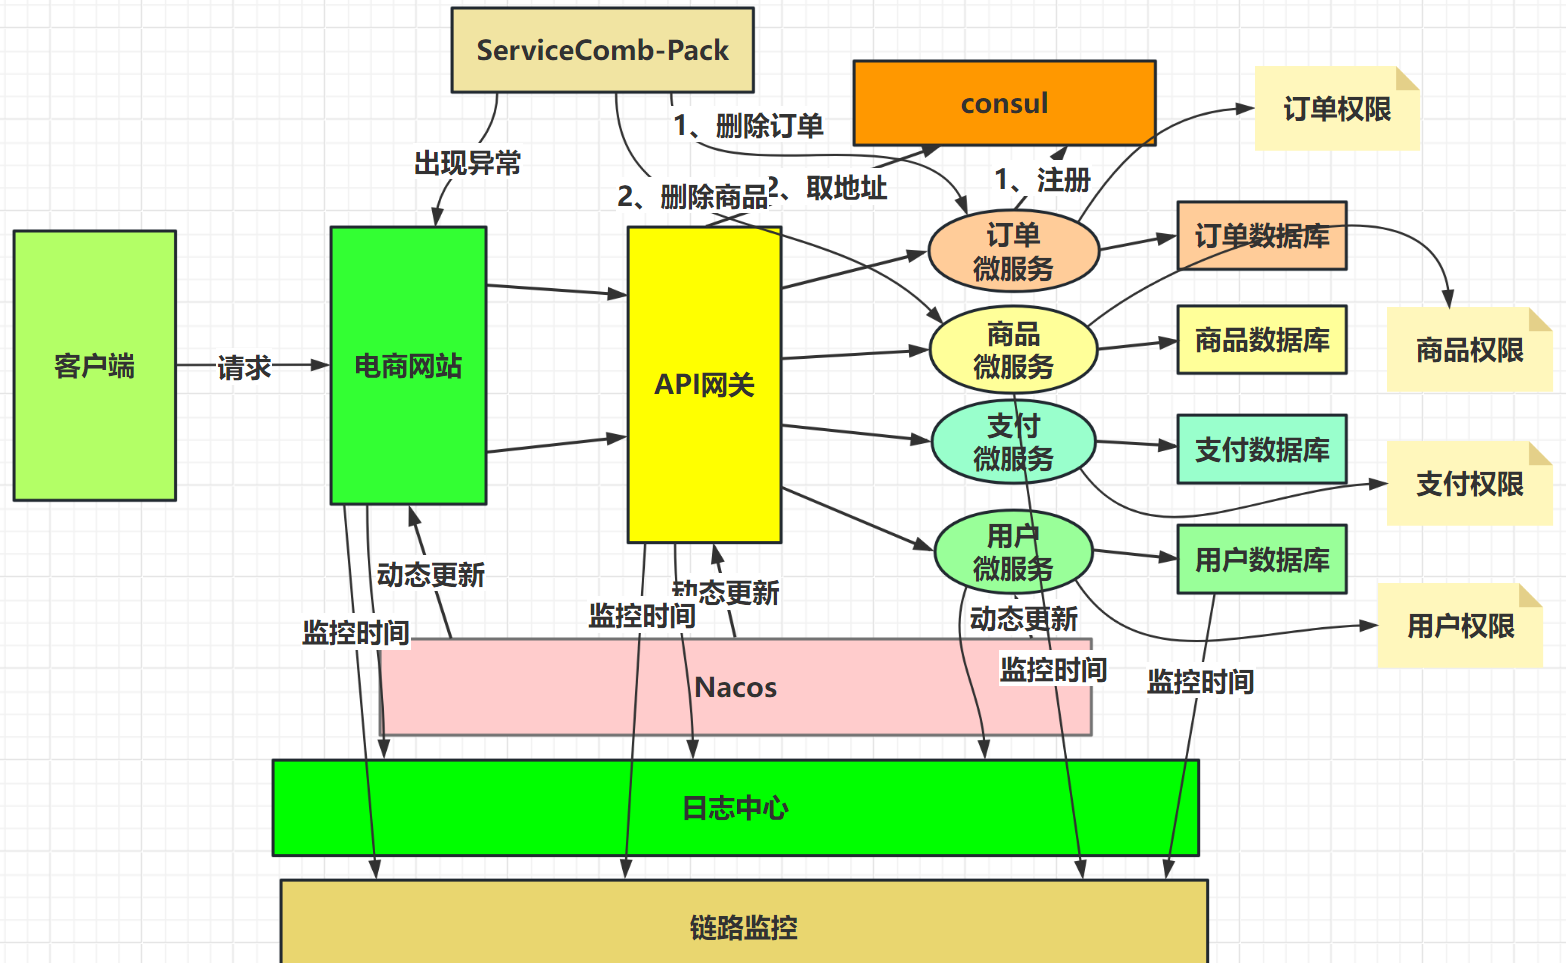 ServiceComb-Pack
consul
订单权限
1、删除订单
出现异常
2、删除商品
2、取地址
1、注册
订单
微服务
订单数据库
商品
微服务
商品数据库
商品权限
客户端
请求
电商网站
API网关
支付
微服务
支付数据库
支付权限
用户
微服务
用户数据库
用户权限
动态更新
动态更新
动态更新
监控时间
监控时间
监控时间
监控时间
Nacos
日志中心
链路监控